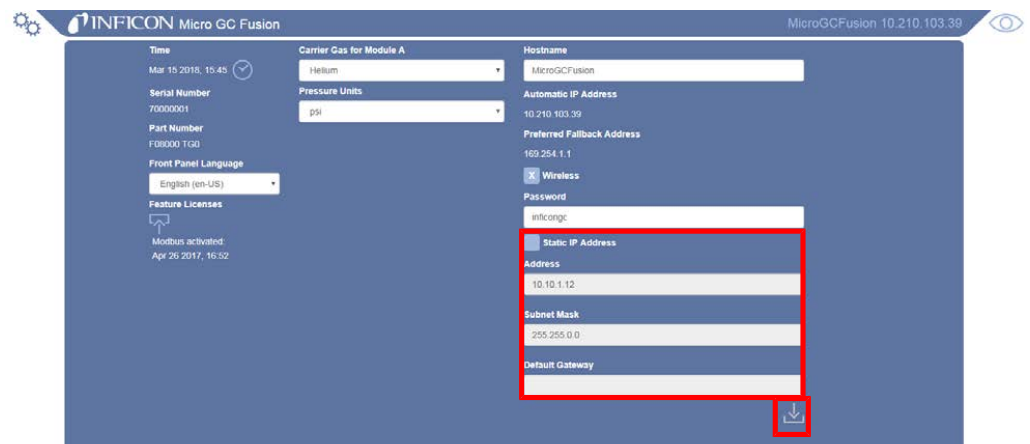 INFICON Micro GC Fusion
MicroGCFusion 10.210.103.39
Time
Mar 15 2018, 15:45
Serial Number
70000001
Part Number
F08000 TG0
Front Panel Language
English (en-US)
Feature Licenses
Modbus activated:
Apr 26 2017, 16:52
Carrier Gas for Module A
Helium
Pressure Units
psi
Hostname
MicroGCFusion
Automatic IP Address
10.210.103.39
Preferred Fallback Address
169.254.1.1
X Wireless
Password
inficongc
Static IP Address
Address
10.10.1.12
Subnet Mask
255.255.0.0
Default Gateway